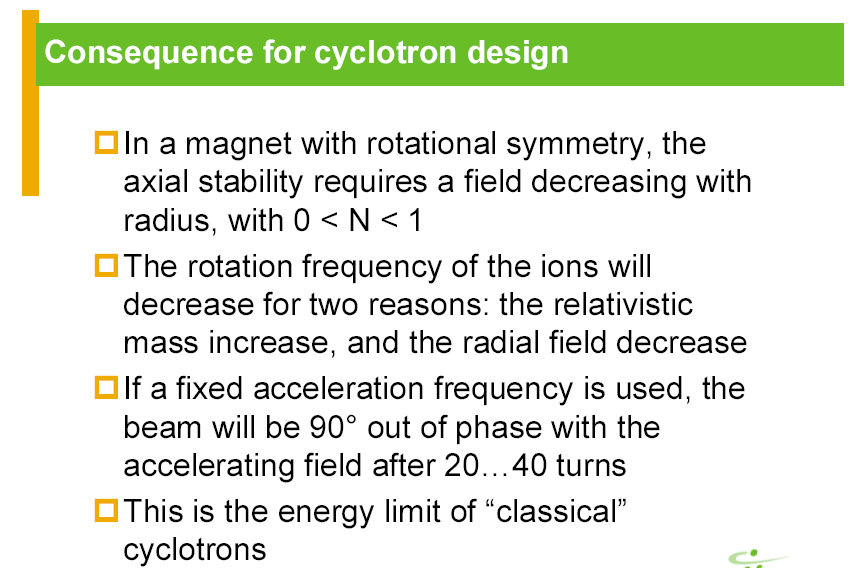 Consequence for cyclotron design
In a magnet with rotational symmetry, the
axial stability requires a field decreasing with
radius, with 0 < N < 1
The rotation frequency of the ions will
decrease for two reasons: the relativistic
mass increase, and the radial field decrease
If a fixed acceleration frequency is used, the
beam will be 90° out of phase with the
accelerating field after 20…40 turns
This is the energy limit of “classical”
cyclotrons